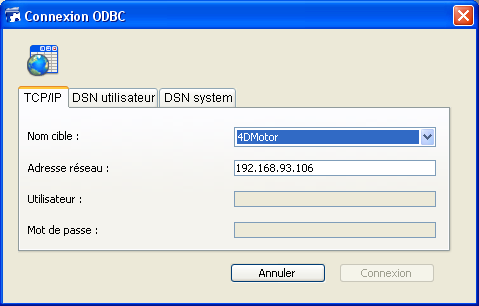 Connexion ODBC
TCP/IP DSN utilisateur DSN system
Nom cible : 4DMotor
Adresse réseau : 192.168.93.106
Utilisateur :
Mot de passe :
Annuler Connexion